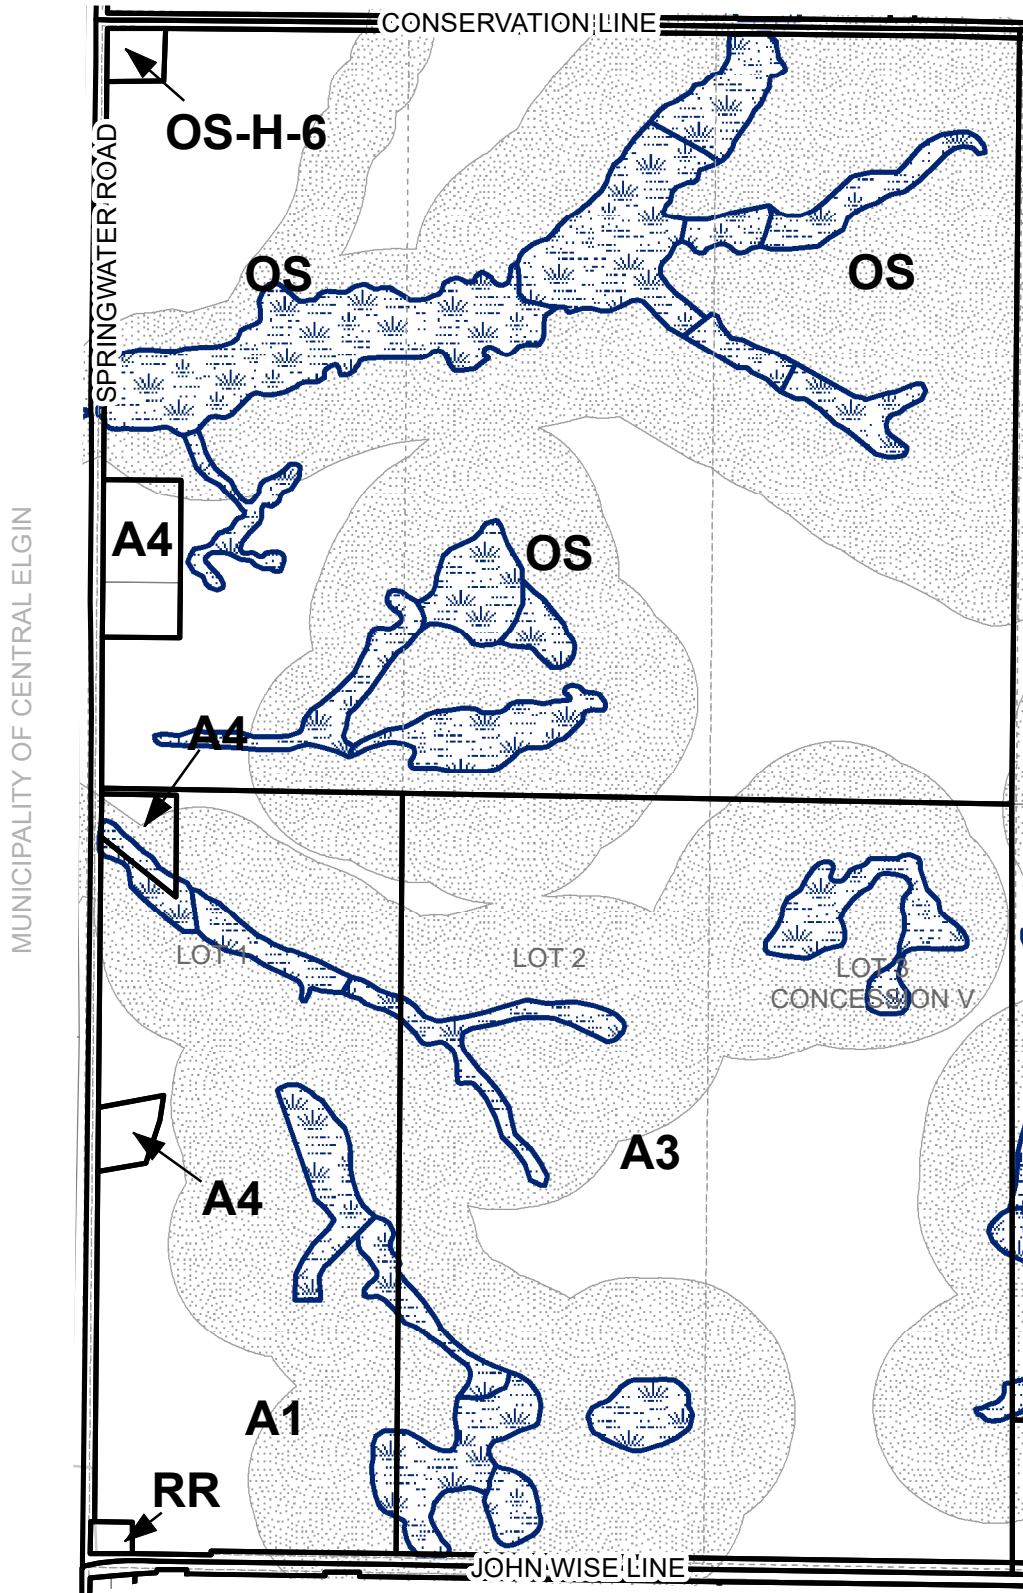 CONSERVATION LINE
OS-H-6
SPRINGWATER ROAD
OS
OS
A4
OS
MUNICIPALITY OF CENTRAL ELGIN
A4
LOT 1
LOT 2
LOT 3
CONCESSION V
A3
A4
A1
RR
JOHN WISE LINE